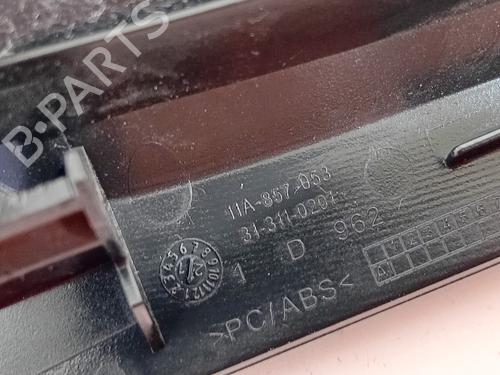 B-PARTS
11A-857-053
31-311-0201
1 D 962
>PC/ABS<